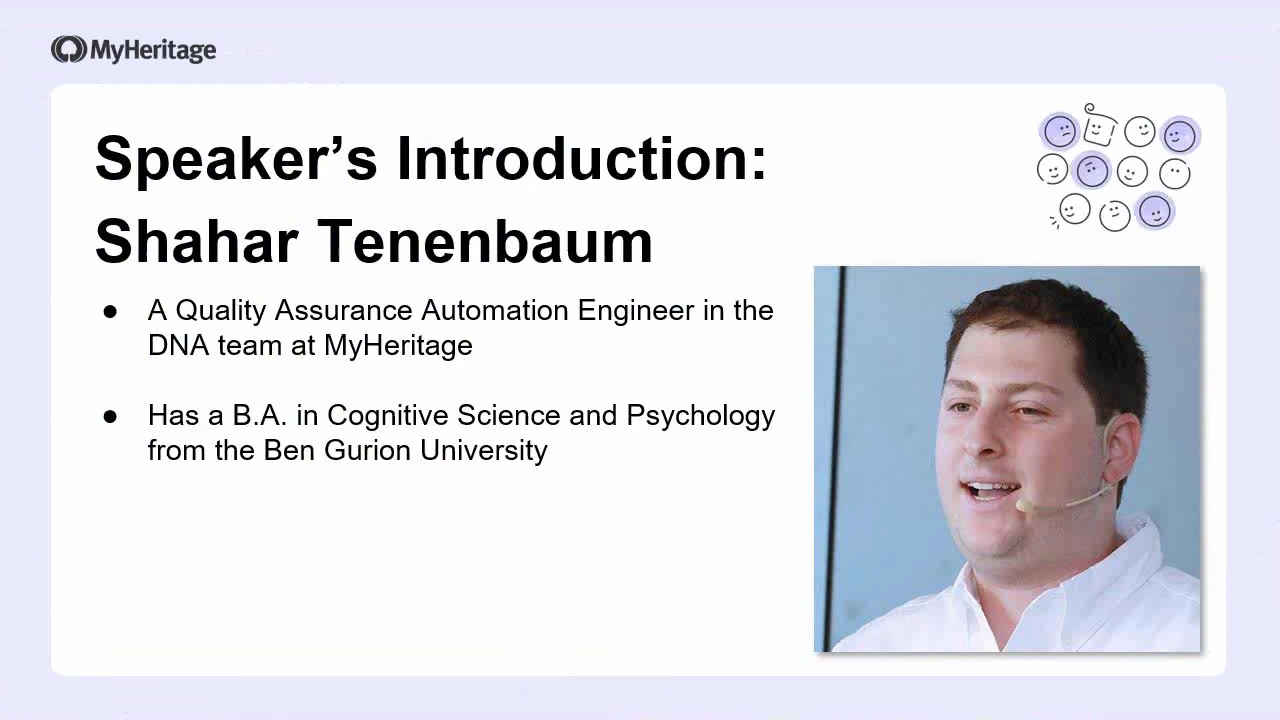 MyHeritage
Speaker’s Introduction:
Shahar Tenenbaum
● A Quality Assurance Automation Engineer in the
DNA team at MyHeritage
● Has a B.A. in Cognitive Science and Psychology
from the Ben Gurion University